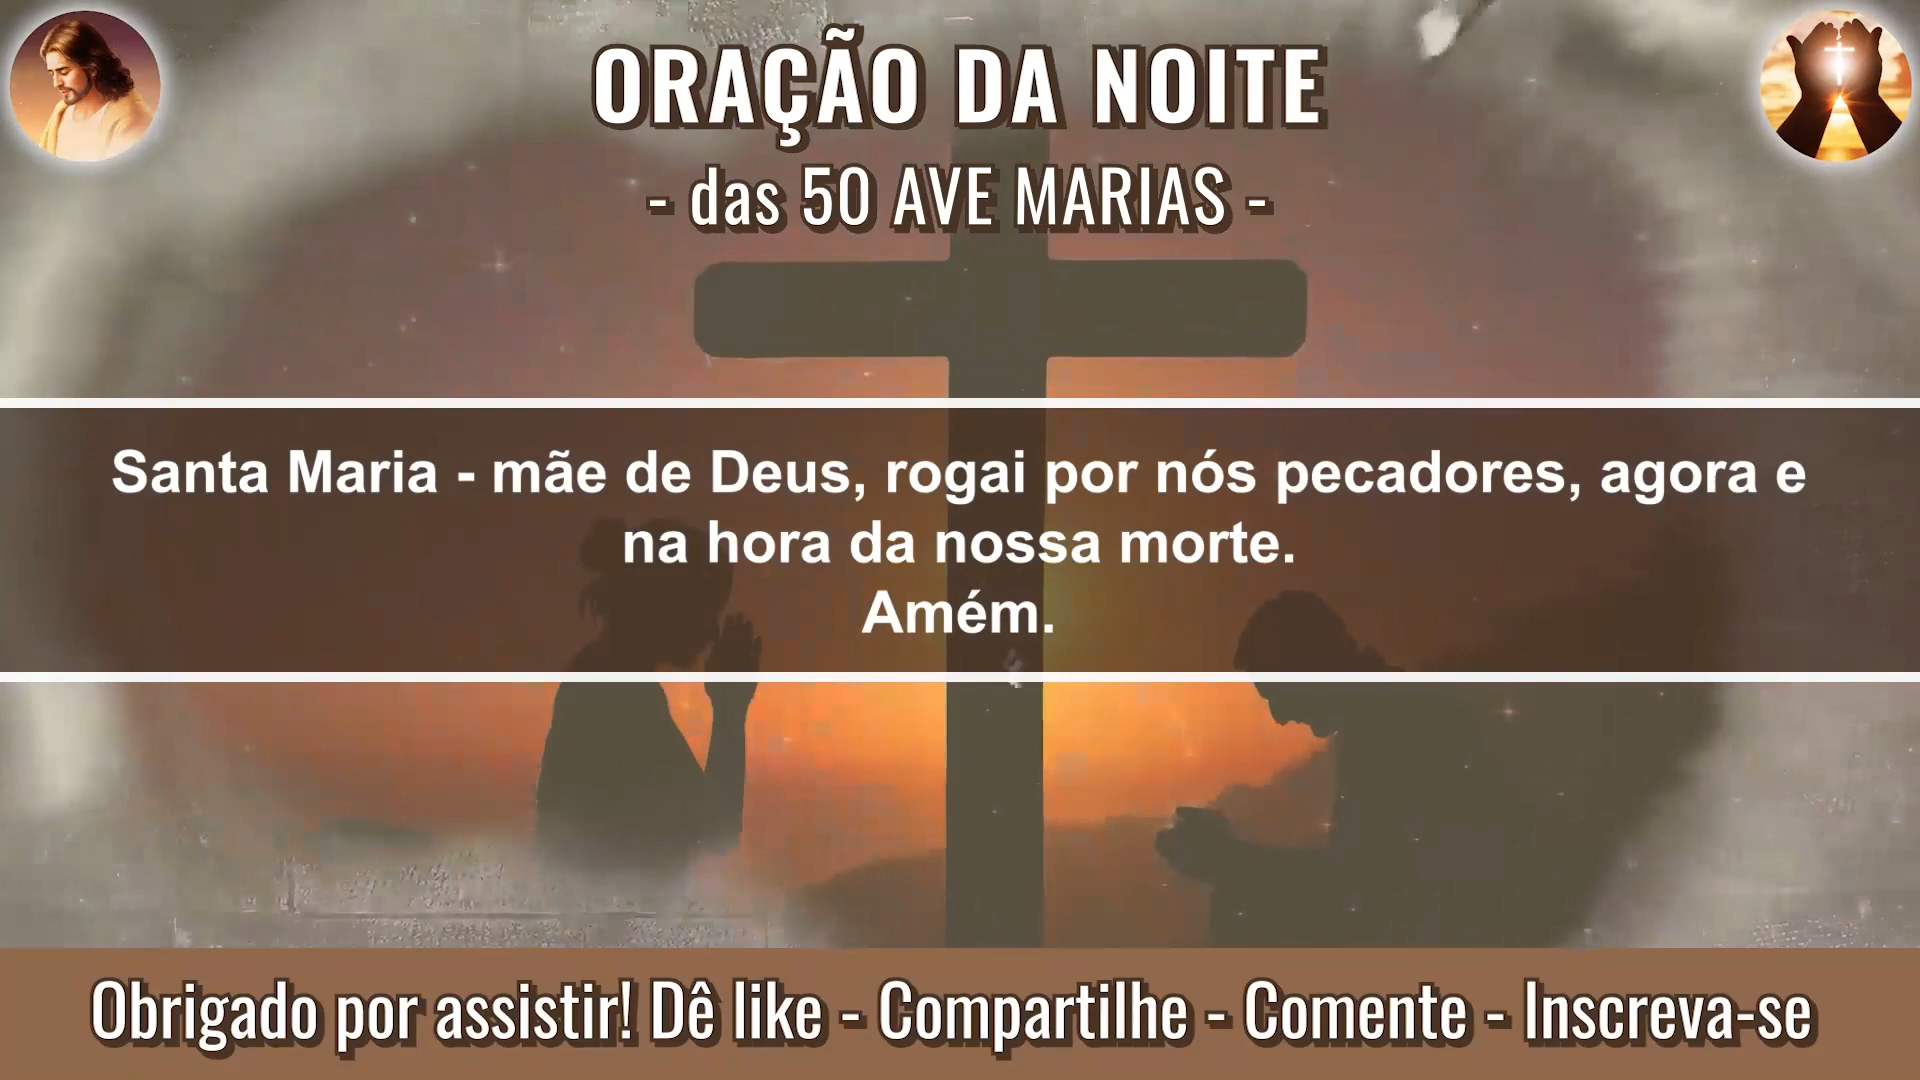 ORAÇÃO DA NOITE
- das 50 AVE MARIAS -
Santa Maria - mãe de Deus, rogai por nós pecadores, agora e
na hora da nossa morte.
Amém.
Obrigado por assistir! Dê like - Compartilhe - Comente - Inscreva-se